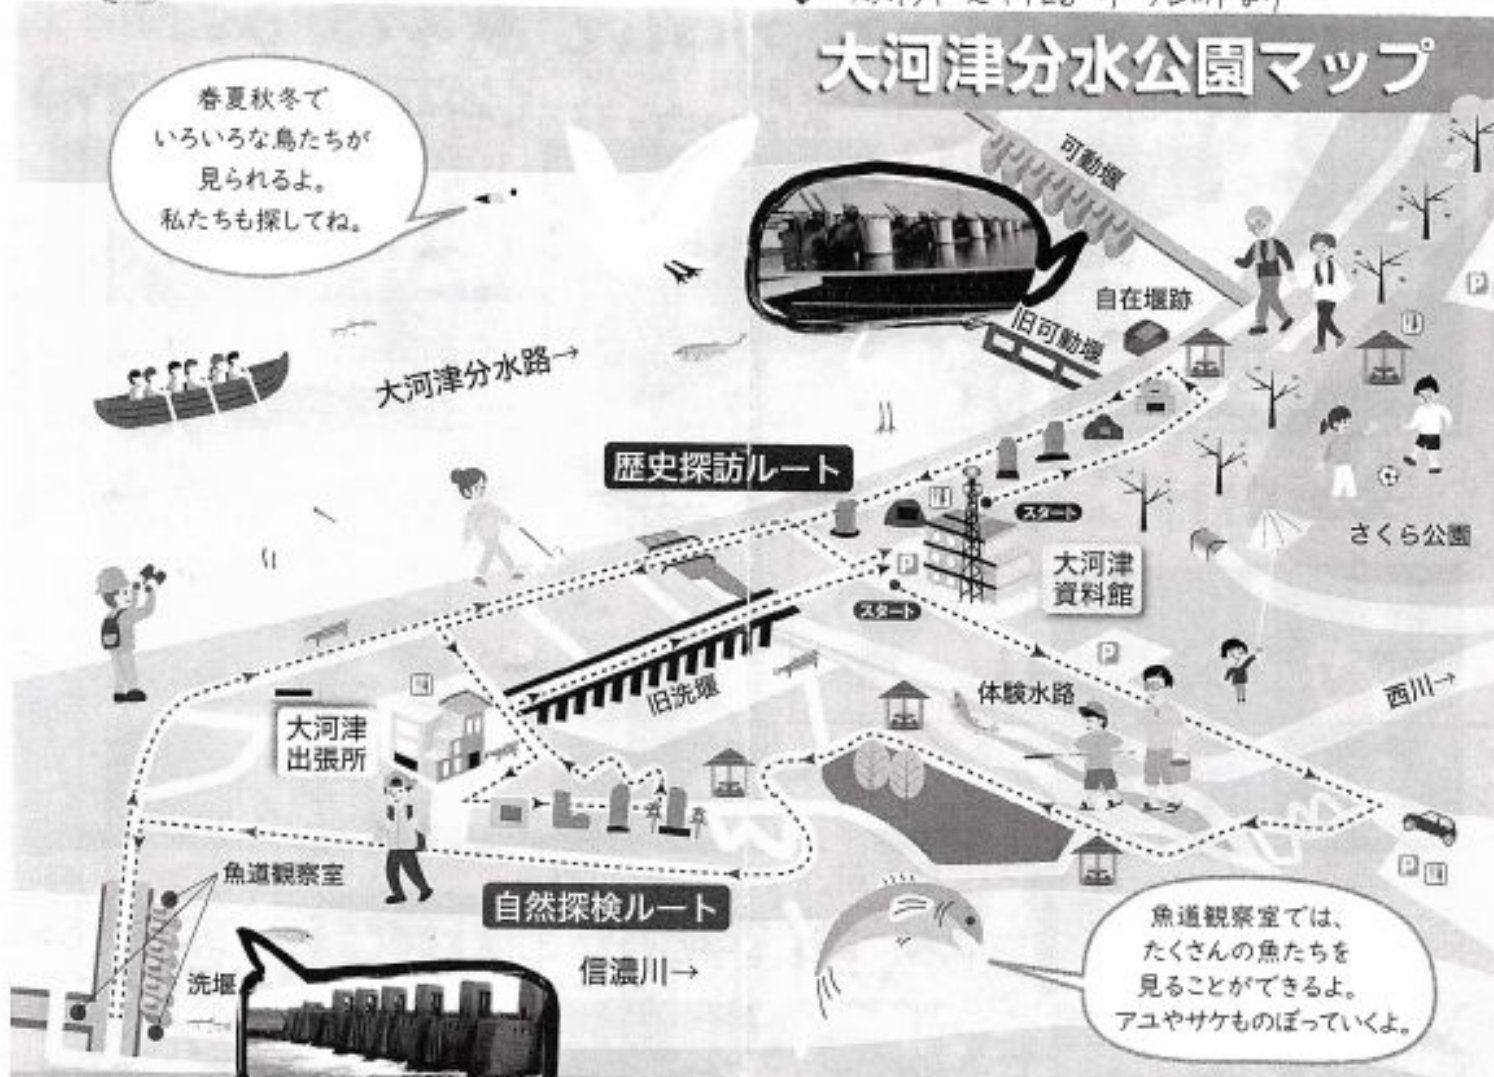 大河津分水公園マップ
春夏秋冬で
いろいろな鳥たちが
見られるよ。
私たちも探してね。
可動堰
自在堰跡
旧可動堰
大河津分水路→
歴史探訪ルート
スタート
さくら公園
大河津
資料館
P
スタート
P
P
旧洗堰
体験水路
西川→
大河津
出張所
魚道観察室
自然探検ルート
P
信濃川→
洗堰
魚道観察室では、
たくさんの魚たちを
見ることができるよ。
アユやサケものぼっていくよ。